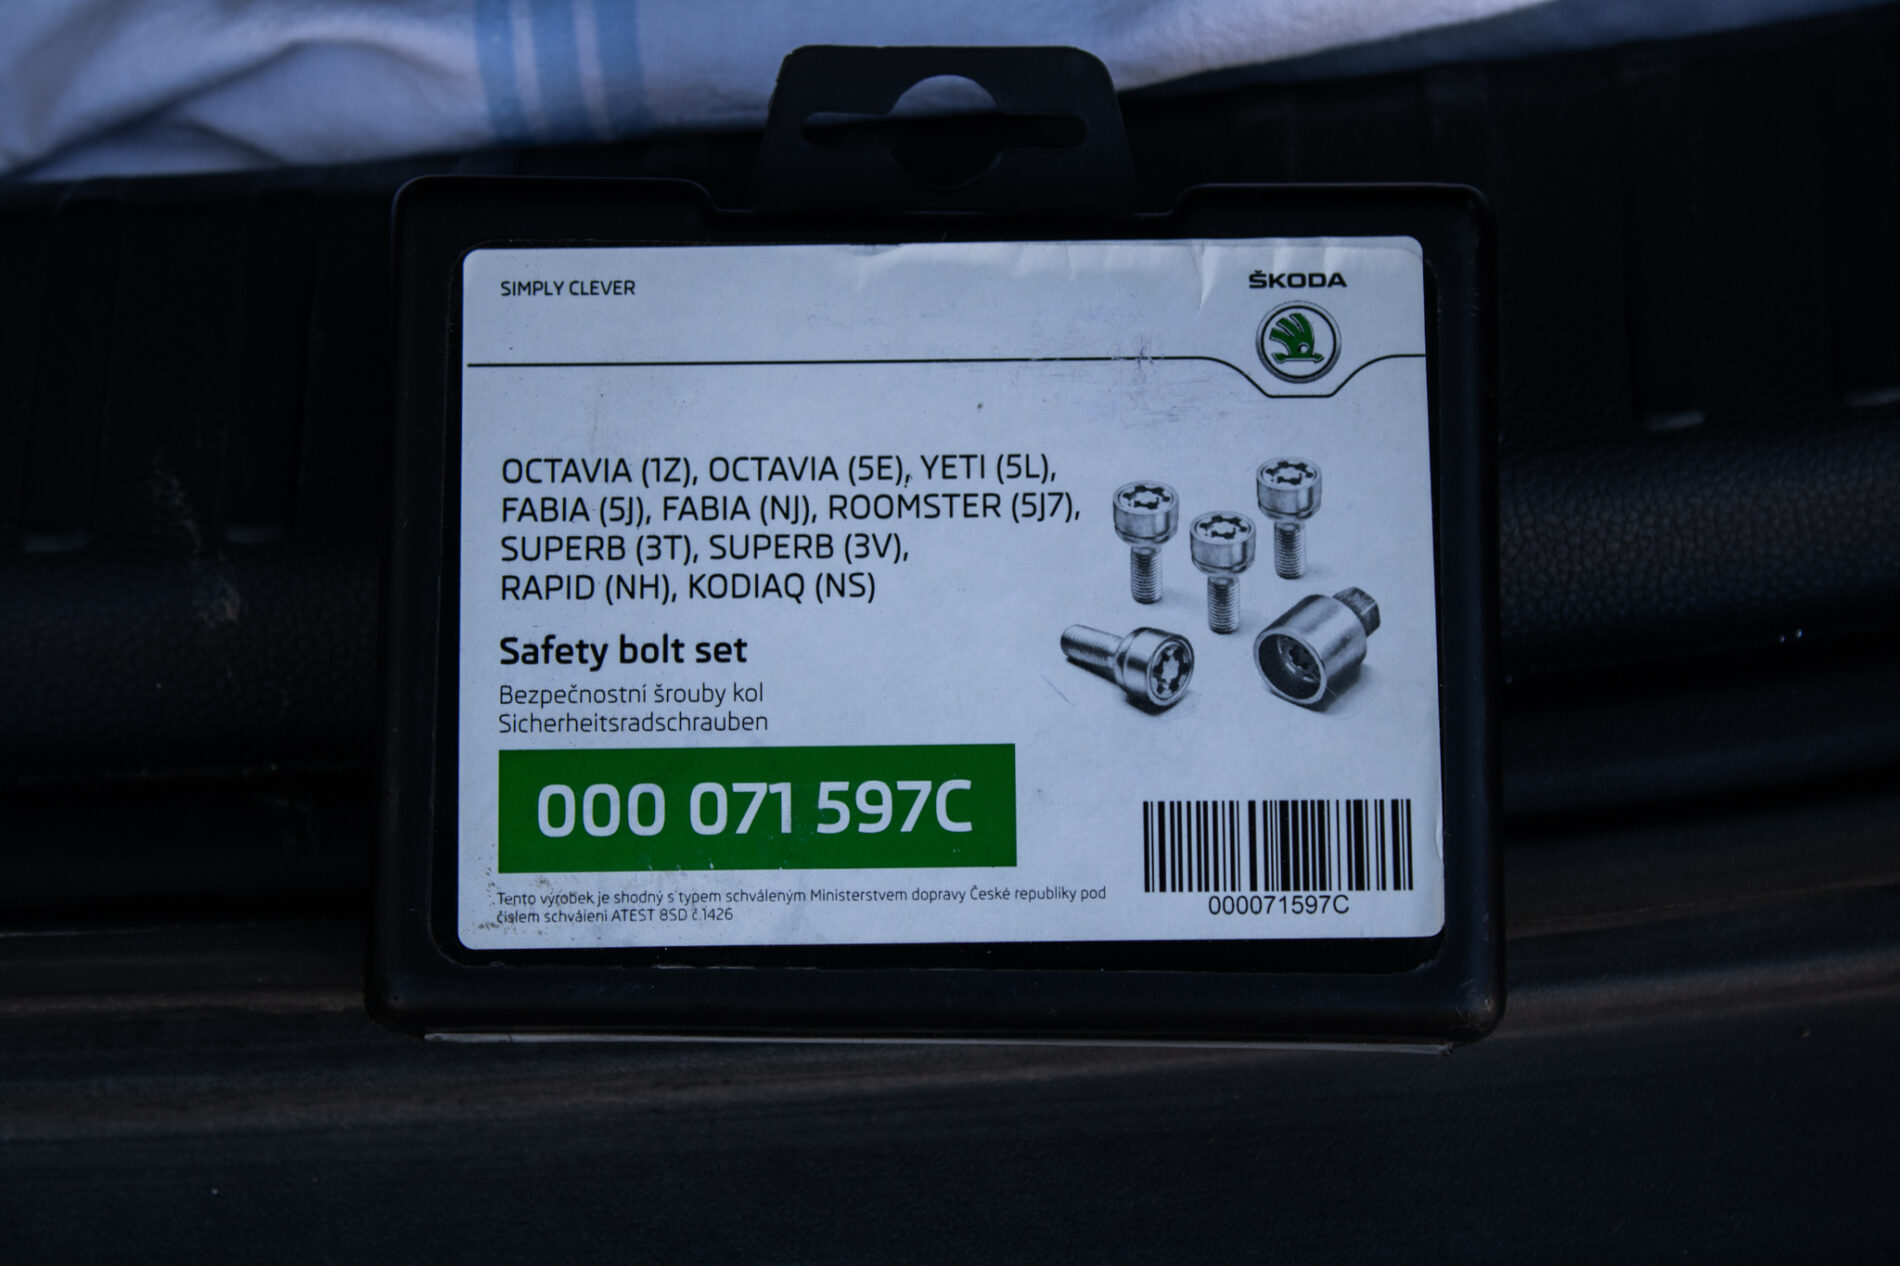 SIMPLY CLEVER
ŠKODA
OCTAVIA (1Z), OCTAVIA (5E), YETI (5L),
FABIA (5J), FABIA (NJ), ROOMSTER (5J7),
SUPERB (3T), SUPERB (3V),
RAPID (NH), KODIAQ (NS)
Safety bolt set
Bezpečnostní šrouby kol
Sicherheitsradschrauben
000 071 597C
Tento výrobek je shodný s typem schváleným Ministerstvem dopravy České republiky pod
číslem schválení ATEST 8SD č.1426
000071597C